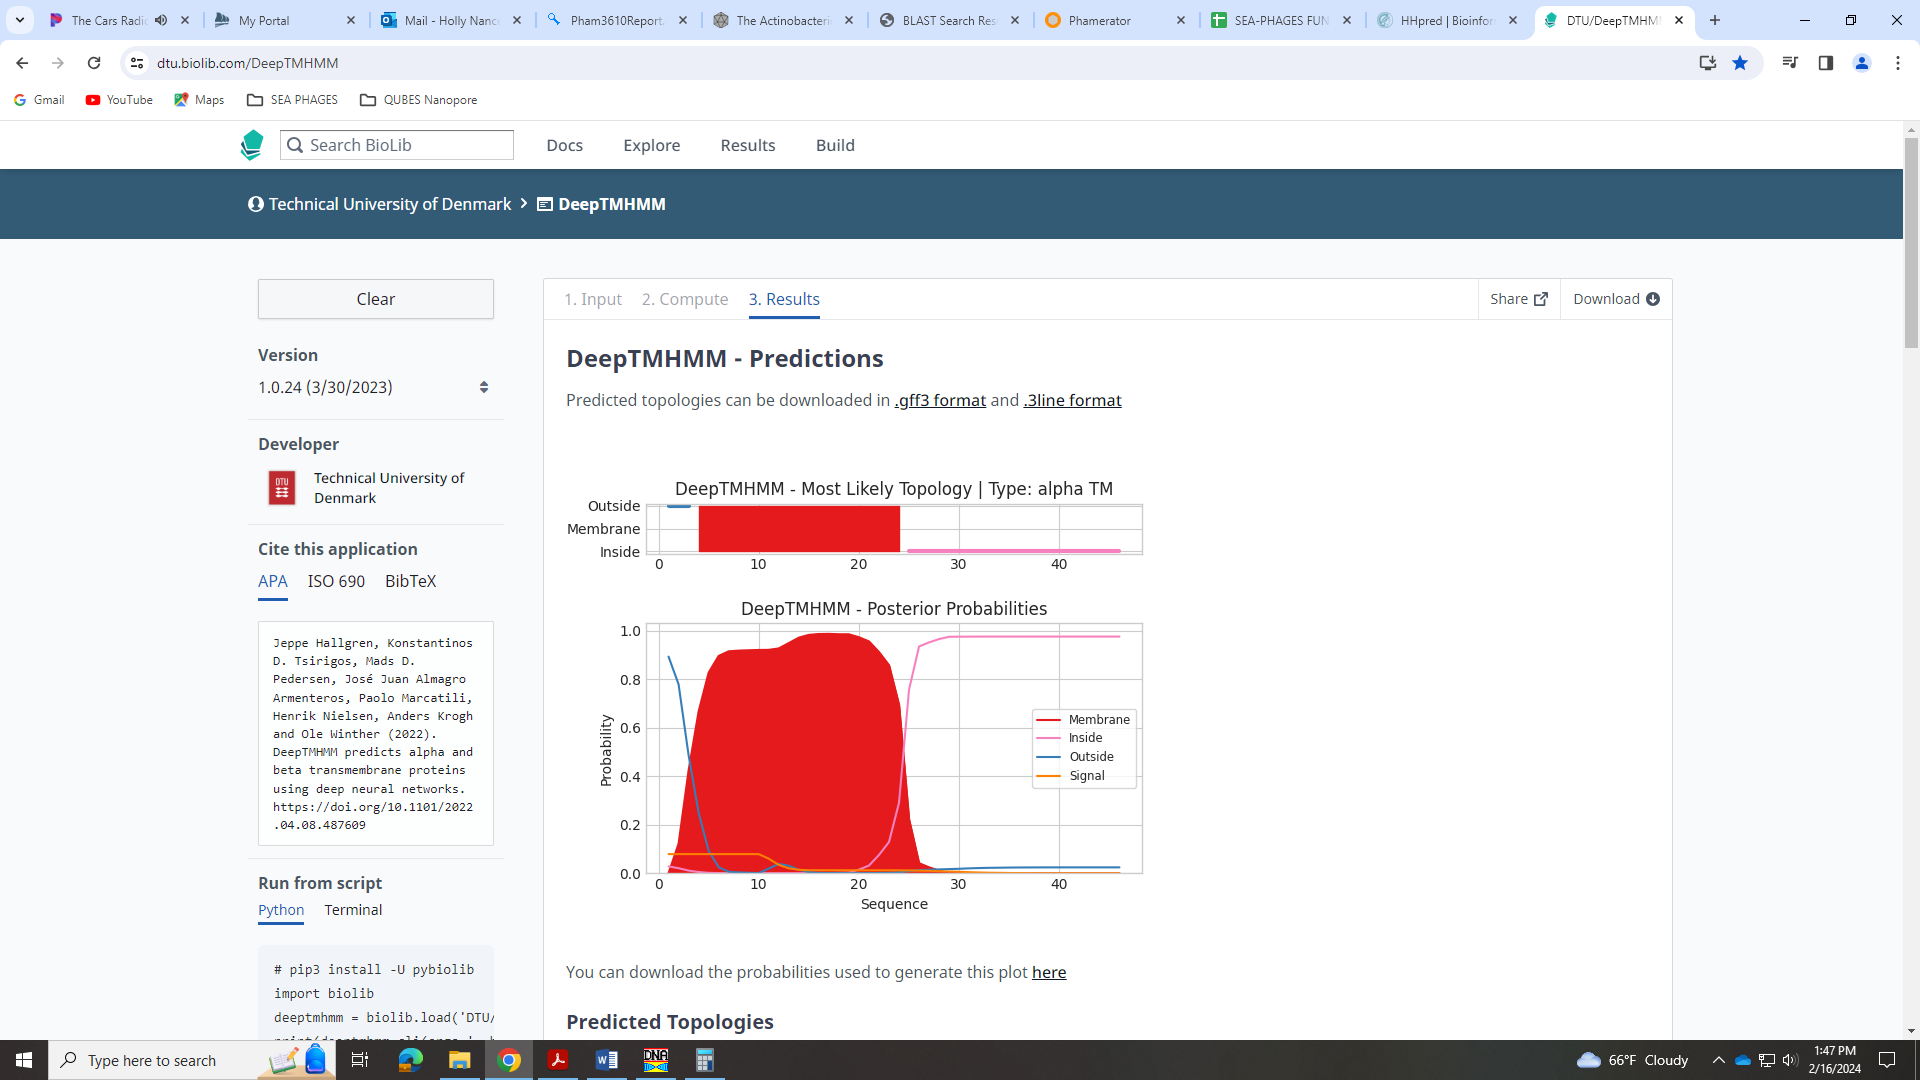 The Cars Radio
My Portal
Mail - Holly Nance
Pham3610Report
The Actinobacteri
BLAST Search Res
Phamerator
SEA-PHAGES FUN
HHpred | Bioinfor
DTU/DeepTMHM
dtu.biolib.com/DeepTMHMM
Gmail
YouTube
Maps
SEA PHAGES
QUBES Nanopore
Search BioLib
Docs
Explore
Results
Build
Technical University of Denmark > DeepTMHMM
Clear
Version
1.0.24 (3/30/2023)
Developer
DTU
Technical University of
Denmark
Cite this application
APA
ISO 690
BibTeX
Jeppe Hallgren, Konstantinos
D. Tsirigos, Mads D.
Pedersen, José Juan Almagro
Armenteros, Paolo Marcatili,
Henrik Nielsen, Anders Krogh
and Ole Winther (2022).
DeepTMHMM predicts alpha and
beta transmembrane proteins
using deep neural networks.
https://doi.org/10.1101/2022
.04.08.487609
Run from script
Python
Terminal
# pip3 install -U pybiolib
import biolib
deeptmhmm = biolib.load('DTU/
1. Input
2. Compute
3. Results
Share
Download
DeepTMHMM - Predictions
Predicted topologies can be downloaded in .gff3 format and .3line format
DeepTMHMM - Most Likely Topology | Type: alpha TM
Outside
Membrane
Inside
0 10 20 30 40
DeepTMHMM - Posterior Probabilities
1.0
0.8
0.6
0.4
0.2
0.0
Probability
Membrane
Inside
Outside
Signal
0 10 20 30 40
Sequence
You can download the probabilities used to generate this plot here
Predicted Topologies
Type here to search
DNA
66°F Cloudy
1:47 PM
2/16/2024